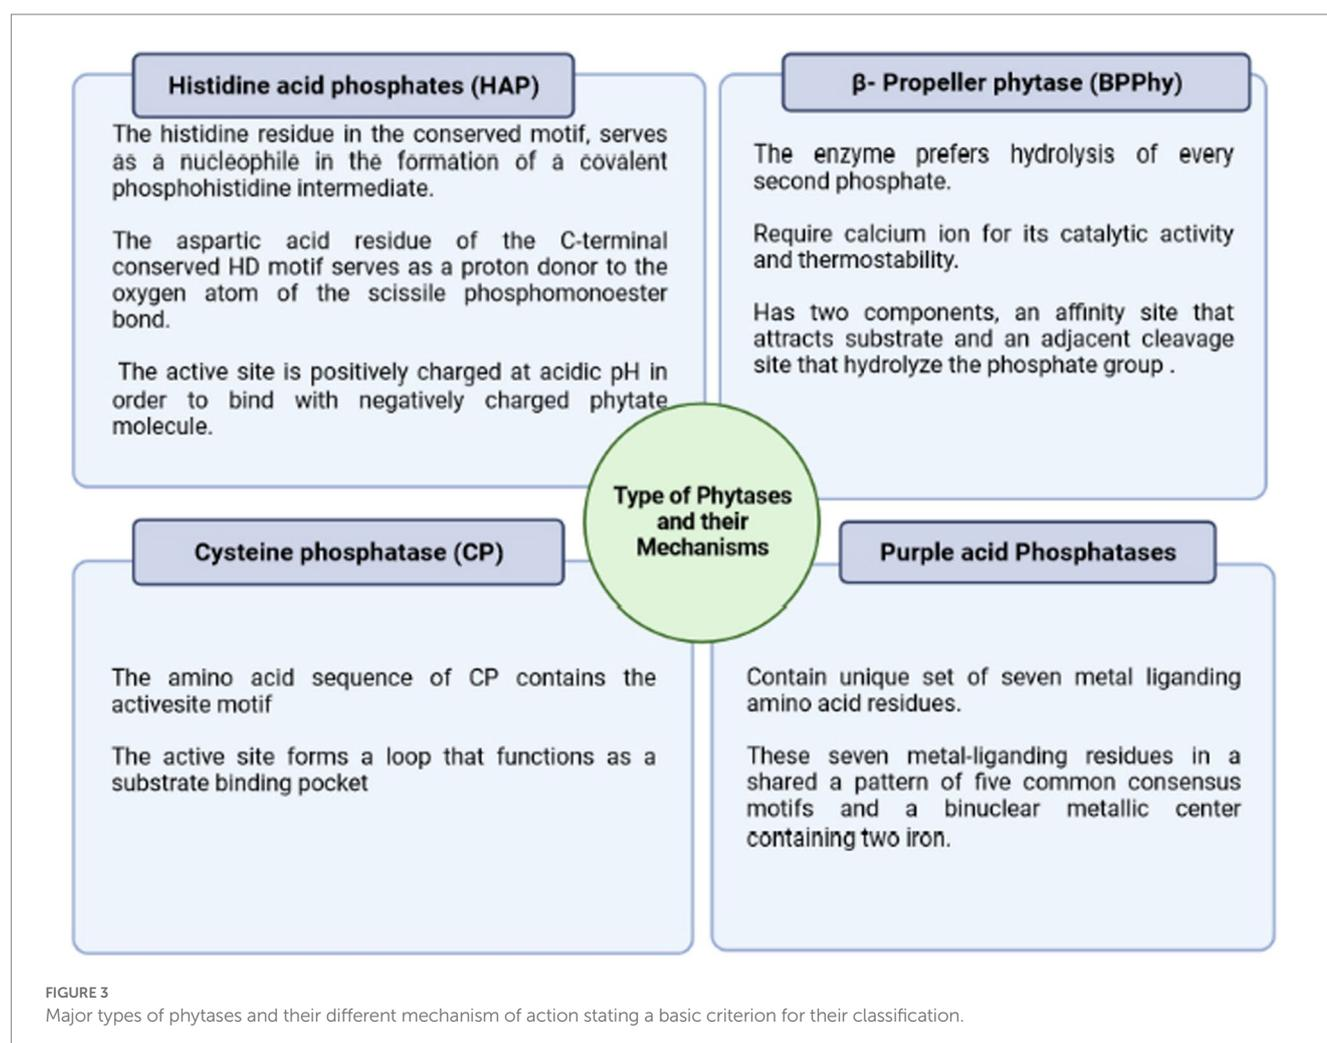 Histidine acid phosphates (HAP)
The histidine residue in the conserved motif, serves
as a nucleophile in the formation of a covalent
phosphohistidine intermediate.
The aspartic acid residue of the C-terminal
conserved HD motif serves as a proton donor to the
oxygen atom of the scissile phosphomonoester
bond.
The active site is positively charged at acidic pH in
order to bind with negatively charged phytate
molecule.
β- Propeller phytase (BPPhy)
The enzyme prefers hydrolysis of every
second phosphate.
Require calcium ion for its catalytic activity
and thermostability.
Has two components, an affinity site that
attracts substrate and an adjacent cleavage
site that hydrolyze the phosphate group .
Type of Phytases
and their
Mechanisms
Cysteine phosphatase (CP)
The amino acid sequence of CP contains the
activesite motif
The active site forms a loop that functions as a
substrate binding pocket
Purple acid Phosphatases
Contain unique set of seven metal liganding
amino acid residues.
These seven metal-liganding residues in a
shared a pattern of five common consensus
motifs and a binuclear metallic center
containing two iron.
FIGURE 3
Major types of phytases and their different mechanism of action stating a basic criterion for their classification.